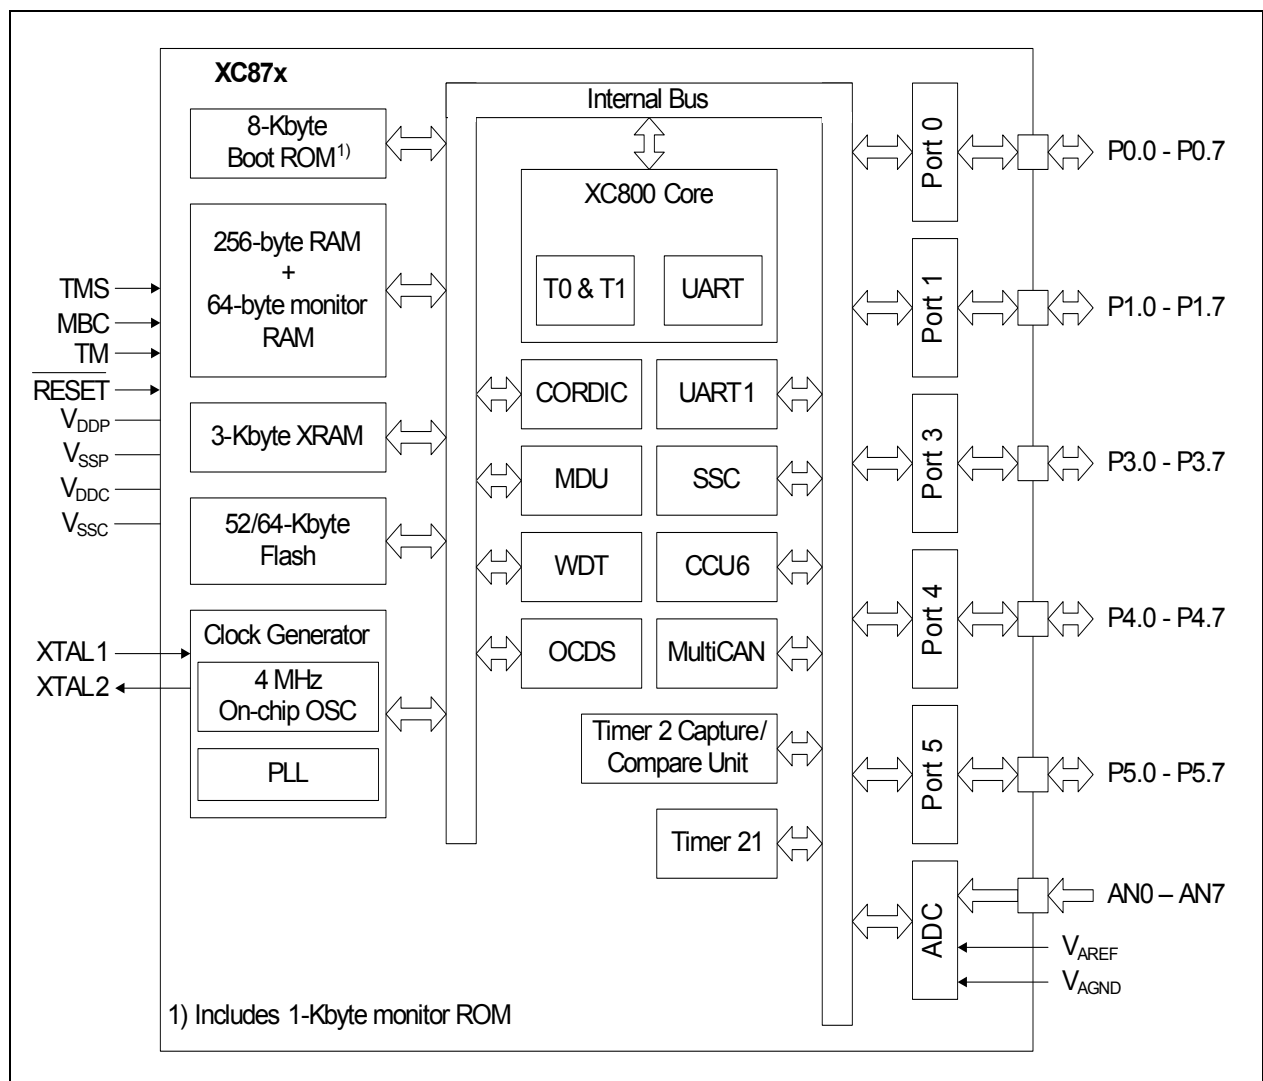 XC87x
Internal Bus
8-Kbyte
Boot ROM1)
256-byte RAM
+
64-byte monitor
RAM
3-Kbyte XRAM
52/64-Kbyte
Flash
Clock Generator
4 MHz
On-chip OSC
PLL
TMS
MBC
TM
RESET
VDDP
VSSP
VDDC
VSSC
XTAL1
XTAL2
XC800 Core
T0 & T1
UART
CORDIC
UART1
MDU
SSC
WDT
CCU6
OCDS
MultiCAN
Timer 2 Capture/
Compare Unit
Timer 21
Port 0
P0.0 - P0.7
Port 1
P1.0 - P1.7
Port 3
P3.0 - P3.7
Port 4
P4.0 - P4.7
Port 5
P5.0 - P5.7
ADC
AN0 – AN7
VAREF
VAGND
1) Includes 1-Kbyte monitor ROM